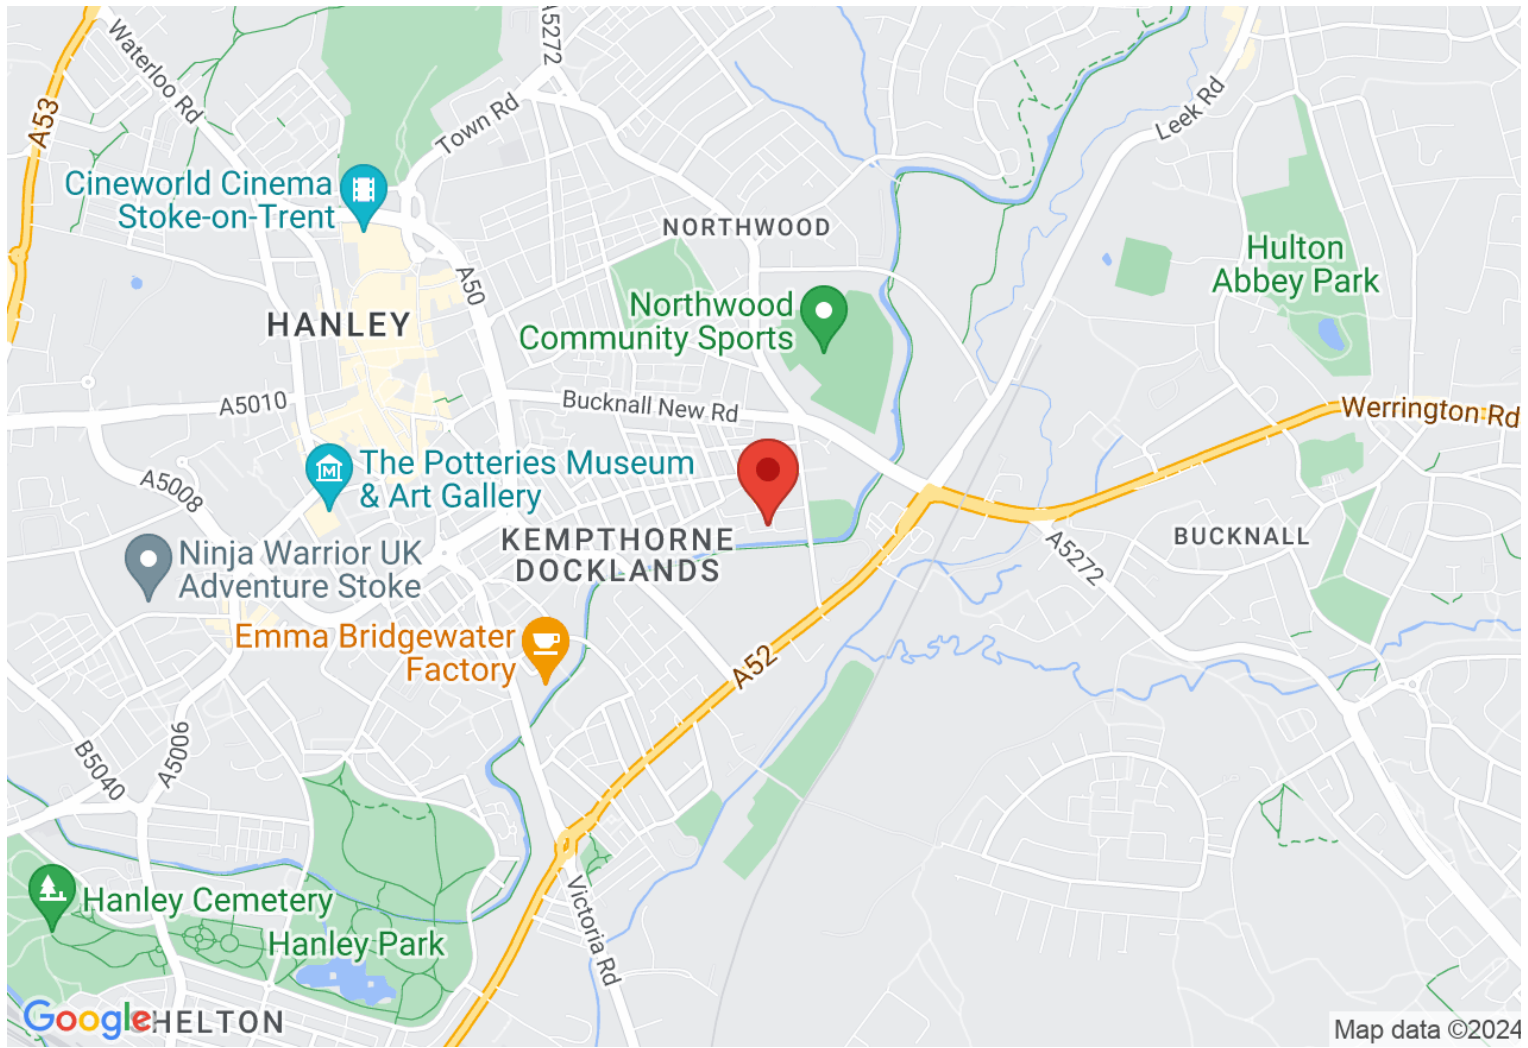 A5272
Waterloo Rd
A53
Town Rd
Leek Rd
Cineworld Cinema
Stoke-on-Trent
NORTHWOOD
A50
Hulton
Abbey Park
Northwood
Community Sports
HANLEY
A5010
Bucknall New Rd
Werrington Rd
The Potteries Museum
& Art Gallery
A5008
KEMPTHORNE
DOCKLANDS
BUCKNALL
A5272
Ninja Warrior UK
Adventure Stoke
Emma Bridgewater
Factory
A52
A5006
B5040
Hanley Cemetery
Hanley Park
Victoria Rd
Google
HELTON
Map data ©2024